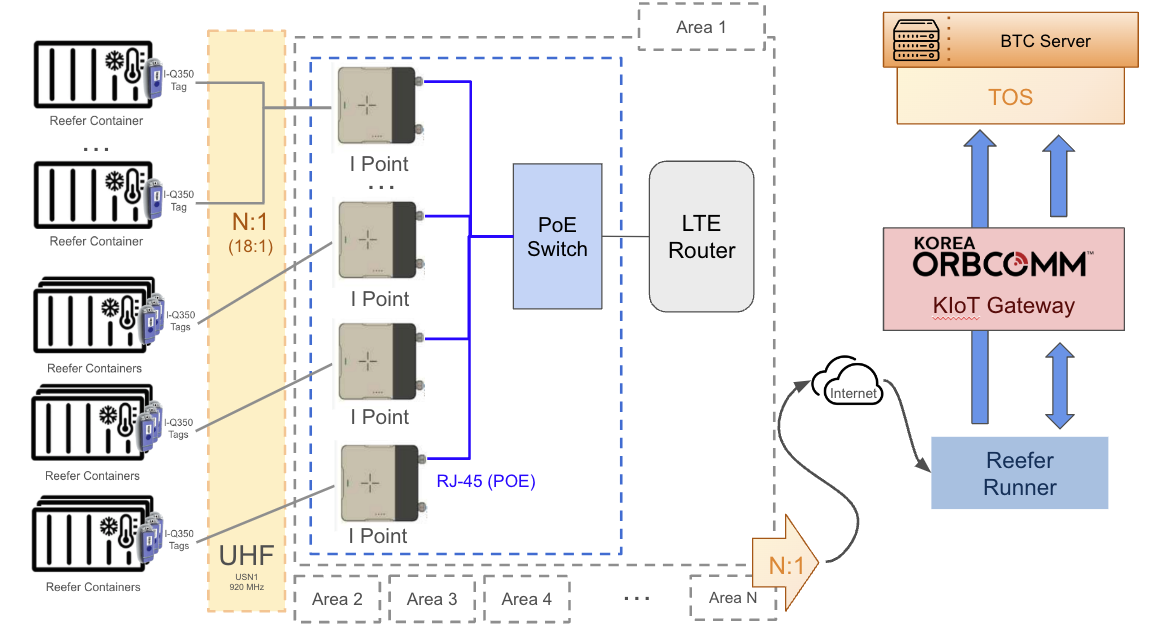 Area 1
BTC Server
TOS
I-Q350
Tag
Reefer Container
...
I-Q350
Tag
Reefer Container
I-Q350
Tags
Reefer Containers
I-Q350
Tags
Reefer Containers
I-Q350
Tags
Reefer Containers
N:1
(18:1)
UHF
USN1
920 MHz
I Point
...
I Point
I Point
I Point
RJ-45 (POE)
PoE
Switch
LTE
Router
KOREA
ORBCOMM™
KIoT Gateway
Internet
Reefer
Runner
N:1
Area 2
Area 3
Area 4
...
Area N